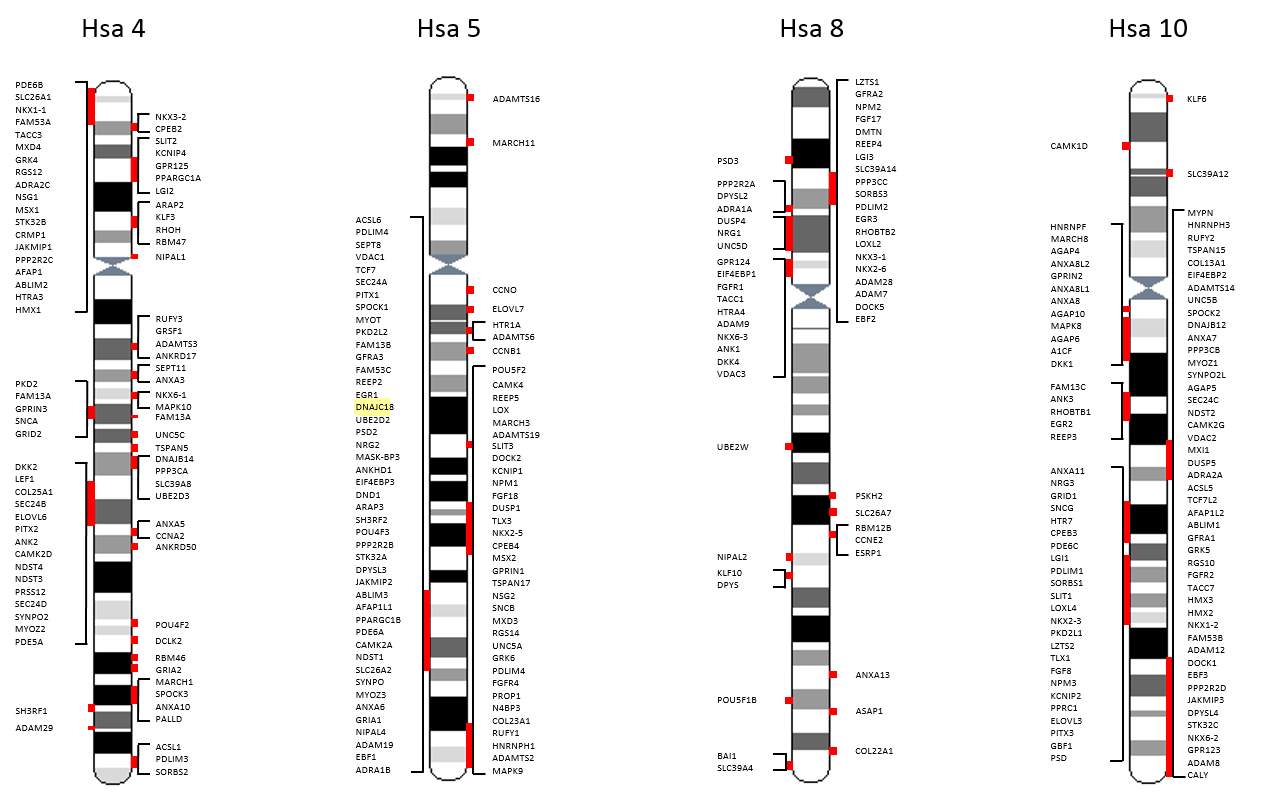 Hsa 4
PDE6B
SLC26A1
NKX1-1
FAM53A
TACC3
MXD4
GRK4
RGS12
ADRA2C
NSG1
MSX1
STK32B
CRMP1
JAKMIP1
PPP2R2C
AFAP1
ABLIM2
HTRA3
HMX1
PKD2
FAM13A
GPRIN3
SNCA
GRID2
DKK2
LEF1
COL25A1
SEC24B
ELOVL6
PITX2
ANK2
CAMK2D
NDST4
NDST3
PRSS12
SEC24D
SYNPO2
MYOZ2
PDE5A
SH3RF1
ADAM29
NKX3-2
CPEB2
SLIT2
KCNIP4
GPR125
PPARGC1A
LGI2
ARAP2
KLF3
RHOH
RBM47
NIPAL1
RUFY3
GRSF1
ADAMTS3
ANKRD17
SEPT11
ANXA3
NKX6-1
MAPK10
FAM13A
UNC5C
TSPAN5
DNAJB14
PPP3CA
SLC39A8
UBE2D3
ANXA5
CCNA2
ANKRD50
POU4F2
DCLK2
RBM46
GRIA2
MARCH1
SPOCK3
ANXA10
PALLD
ACSL1
PDLIM3
SORBS2
Hsa 5
ACSL6
PDLIM4
SEPT8
VDAC1
TCF7
SEC24A
PITX1
SPOCK1
MYOT
PKD2L2
FAM13B
GFRA3
FAM53C
REEP2
EGR1
DNAJC18
UBE2D2
PSD2
NRG2
MASK-BP3
ANKHD1
EIF4EBP3
DND1
ARAP3
SH3RF2
POU4F3
PPP2R2B
STK32A
DPYSL3
JAKMIP2
ABLIM3
AFAP1L1
PPARGC1B
PDE6A
CAMK2A
NDST1
SLC26A2
SYNPO
MYOZ3
ANXA6
GRIA1
NIPAL4
ADAM19
EBF1
ADRA1B
ADAMTS16
MARCH11
CCNO
ELOVL7
HTR1A
ADAMTS6
CCNB1
POU5F2
CAMK4
REEP5
LOX
MARCH3
ADAMTS19
SLIT3
DOCK2
KCNIP1
NPM1
FGF18
DUSP1
TLX3
NKX2-5
CPEB4
MSX2
GPRIN1
TSPAN17
NSG2
SNCB
MXD3
RGS14
UNC5A
GRK6
PDLIM4
FGFR4
PROP1
N4BP3
COL23A1
RUFY1
HNRNPH1
ADAMTS2
MAPK9
Hsa 8
PSD3
PPP2R2A
DPYSL2
ADRA1A
DUSP4
NRG1
UNC5D
GPR124
EIF4EBP1
FGFR1
TACC1
HTRA4
ADAM9
NKX6-3
ANK1
DKK4
VDAC3
UBE2W
NIPAL2
KLF10
DPYS
POU5F1B
BAI1
SLC39A4
LZTS1
GFRA2
NPM2
FGF17
DMTN
REEP4
LGI3
SLC39A14
PPP3CC
SORBS3
PDLIM2
EGR3
RHOBTB2
LOXL2
NKX3-1
NKX2-6
ADAM28
ADAM7
DOCK5
EBF2
PSKH2
SLC26A7
RBM12B
CCNE2
ESRP1
ANXA13
ASAP1
COL22A1
Hsa 10
CAMK1D
HNRNPF
MARCH8
AGAP4
ANXA8L2
GPRIN2
ANXA8L1
ANXA8
AGAP10
MAPK8
AGAP6
A1CF
DKK1
FAM13C
ANK3
RHOBTB1
EGR2
REEP3
ANXA11
NRG3
GRID1
SNCG
HTR7
CPEB3
PDE6C
LGI1
PDLIM1
SORBS1
SLIT1
LOXL4
NKX2-3
PKD2L1
LZTS2
TLX1
FGF8
NPM3
KCNIP2
PPRC1
ELOVL3
PITX3
GBF1
PSD
KLF6
SLC39A12
MYPN
HNRNPH3
RUFY2
TSPAN15
COL13A1
EIF4EBP2
ADAMTS14
UNC5B
SPOCK2
DNAJB12
ANXA7
PPP3CB
MYOZ1
SYNPO2L
AGAP5
SEC24C
NDST2
CAMK2G
VDAC2
MXI1
DUSP5
ADRA2A
ACSL5
TCF7L2
AFAP1L2
ABLIM1
GFRA1
GRK5
RGS10
FGFR2
TACC7
HMX3
HMX2
NKX1-2
FAM53B
ADAM12
DOCK1
EBF3
PPP2R2D
JAKMIP3
DPYSL4
STK32C
NKX6-2
GPR123
ADAM8
CALY